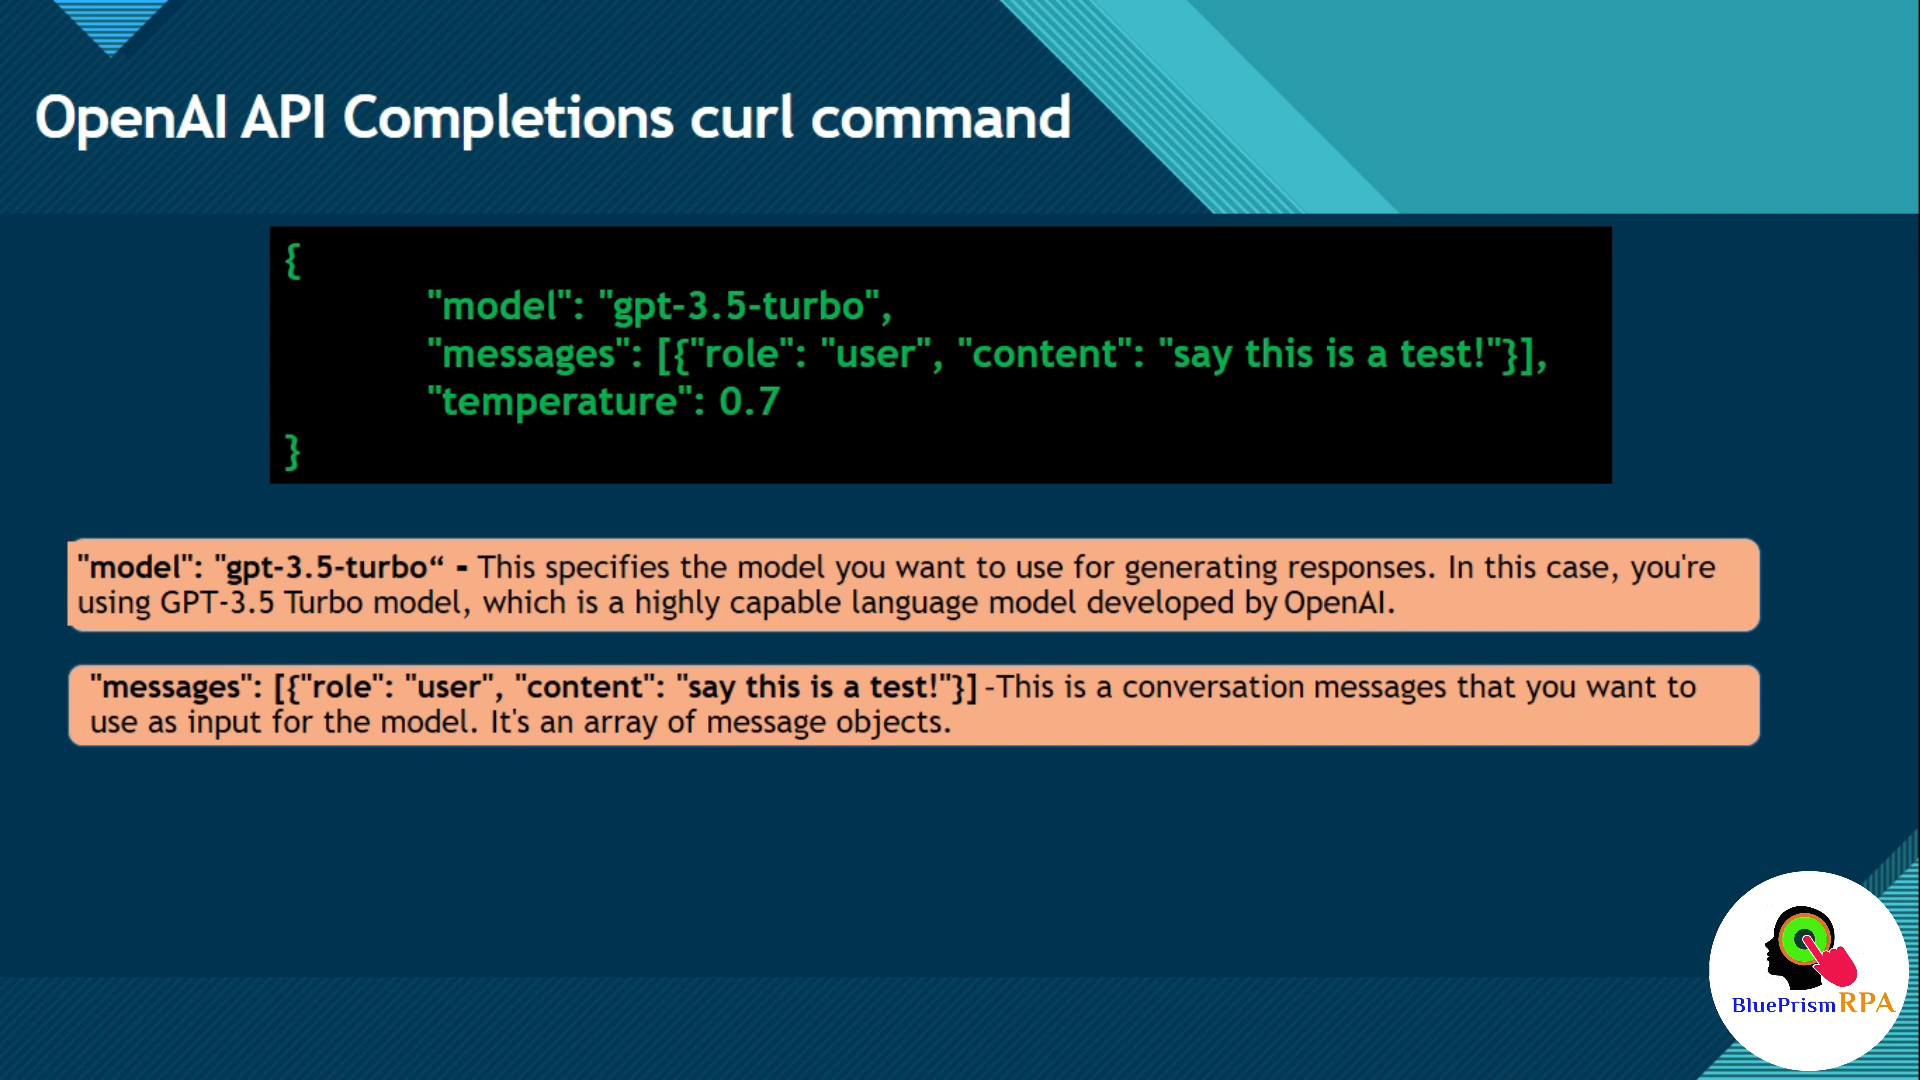 OpenAI API Completions curl command
{
"model": "gpt-3.5-turbo",
"messages": [{"role": "user", "content": "say this is a test!"}],
"temperature": 0.7
}
"model": "gpt-3.5-turbo“ - This specifies the model you want to use for generating responses. In this case, you're
using GPT-3.5 Turbo model, which is a highly capable language model developed by OpenAI.
"messages": [{"role": "user", "content": "say this is a test!"}] -This is a conversation messages that you want to
use as input for the model. It's an array of message objects.
BluePrism RPA